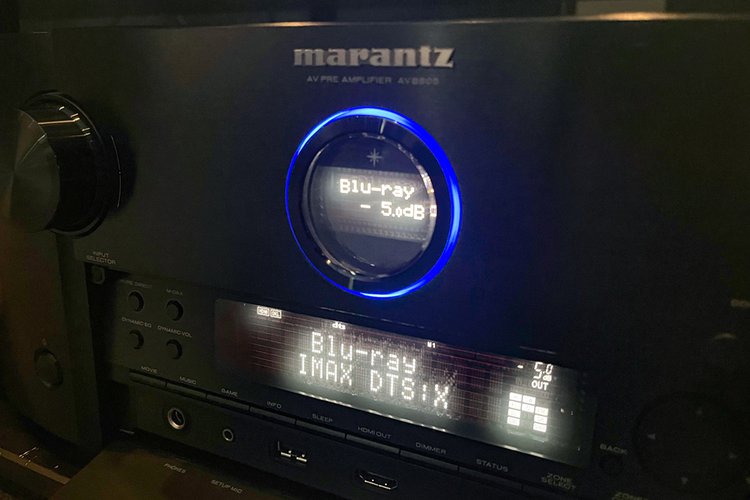 marantz
AV PRE AMPLIFIER AV8805
Blu-ray
- 5.0dB
INPUT
SELECTOR
M-DAX
DYNAMIC EQ
DYNAMIC VOL
Blu-ray
IMAX DTS:X
- 5.0
OUT
MOVIE
MUSIC
GAME
INFO
SLEEP
HDMI OUT
DIMMER
STATUS
ZONE
SELECT
BACK
PHONES
SETUP MIC